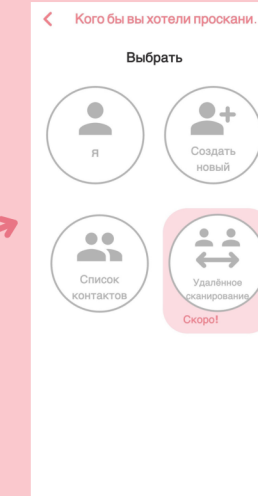 Кого бы вы хотели проскани.
Выбрать
Я
Создать
новый
Список
контактов
Удалённое
сканирование
Скоро!